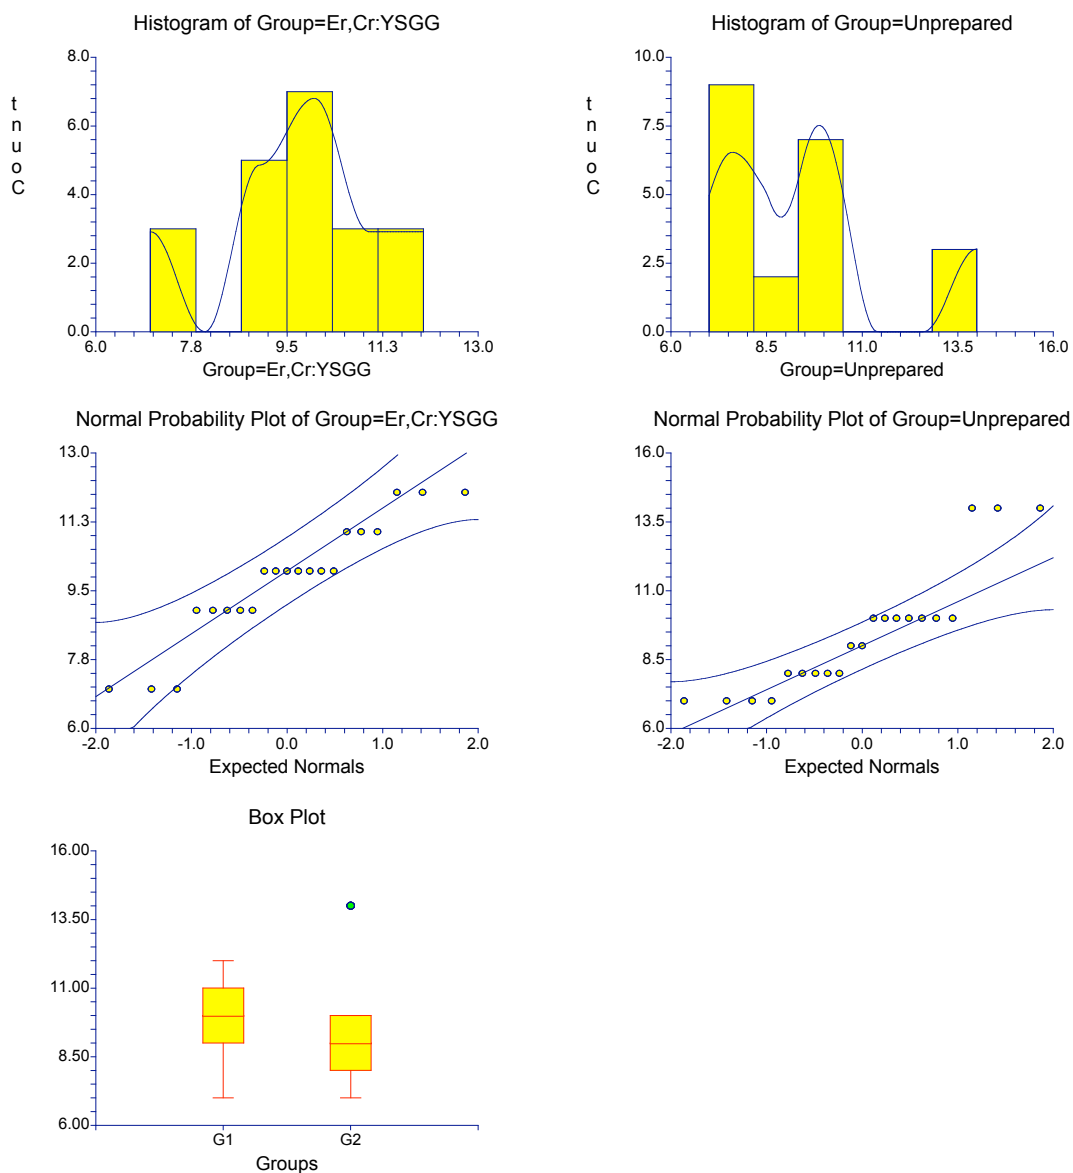 Histogram of Group=Er,Cr:YSGG
8.0
6.0
4.0
2.0
0.0
t
n
u
o
C
6.0 7.8 9.5 11.3 13.0
Group=Er,Cr:YSGG
Histogram of Group=Unprepared
10.0
7.5
5.0
2.5
0.0
t
n
u
o
C
6.0 8.5 11.0 13.5 16.0
Group=Unprepared
Normal Probability Plot of Group=Er,Cr:YSGG
13.0
11.3
9.5
7.8
6.0
-2.0 -1.0 0.0 1.0 2.0
Expected Normals
Normal Probability Plot of Group=Unprepared
16.0
13.5
11.0
8.5
6.0
-2.0 -1.0 0.0 1.0 2.0
Expected Normals
Box Plot
16.00
13.50
11.00
8.50
6.00
G1 G2
Groups